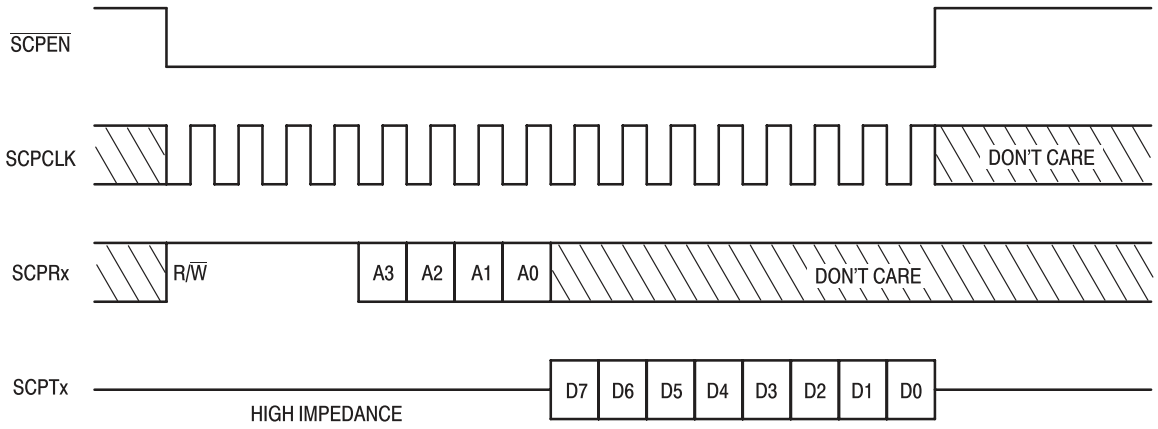 SCPEN
SCPCLK
DON'T CARE
SCPRx
R/W
A3 A2 A1 A0
DON'T CARE
SCPTx
D7 D6 D5 D4 D3 D2 D1 D0
HIGH IMPEDANCE